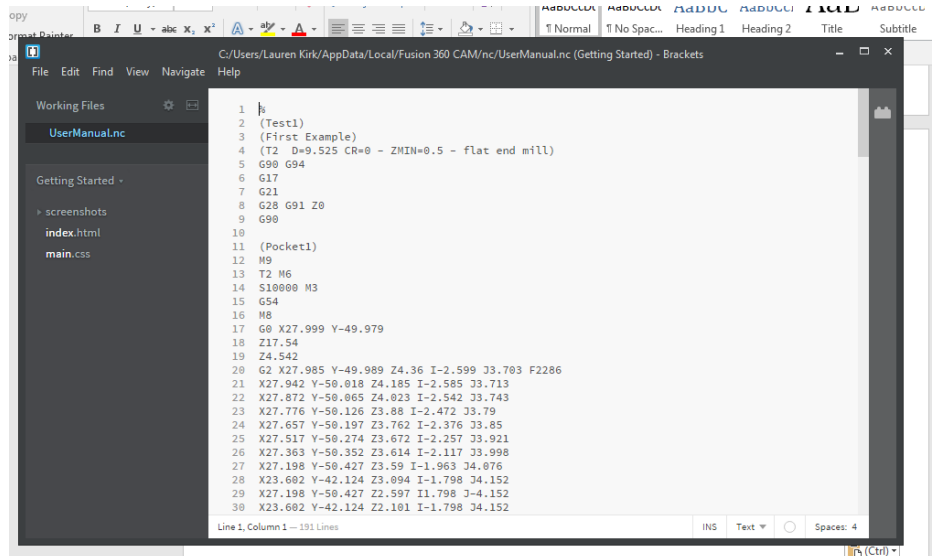 opy
ormat Painter
B I U abc X, x² A aby A
AaBbCcDc AaBbCcDc AaBbC AaBbCcI AaB AaBbCcD
¶ Normal ¶ No Spac... Heading 1 Heading 2 Title Subtitle
C:/Users/Lauren Kirk/AppData/Local/Fusion 360 CAM/nc/UserManual.nc (Getting Started) - Brackets
File Edit Find View Navigate Help
Working Files
UserManual.nc
Getting Started
screenshots
index.html
main.css
1 %
2 (Test1)
3 (First Example)
4 (T2 D=9.525 CR=0 - ZMIN=0.5 - flat end mill)
5 G90 G94
6 G17
7 G21
8 G28 G91 Z0
9 G90
10
11 (Pocket1)
12 M9
13 T2 M6
14 S10000 M3
15 G54
16 M8
17 G0 X27.999 Y-49.979
18 Z17.54
19 Z4.542
20 G2 X27.985 Y-49.989 Z4.36 I-2.599 J3.703 F2286
21 X27.942 Y-50.018 Z4.185 I-2.585 J3.713
22 X27.872 Y-50.065 Z4.023 I-2.542 J3.743
23 X27.776 Y-50.126 Z3.88 I-2.472 J3.79
24 X27.657 Y-50.197 Z3.762 I-2.376 J3.85
25 X27.517 Y-50.274 Z3.672 I-2.257 J3.921
26 X27.363 Y-50.352 Z3.614 I-2.117 J3.998
27 X27.198 Y-50.427 Z3.59 I-1.963 J4.076
28 X23.602 Y-42.124 Z3.094 I-1.798 J4.152
29 X27.198 Y-50.427 Z2.597 I1.798 J-4.152
30 X23.602 Y-42.124 Z2.101 I-1.798 J4.152
Line 1, Column 1 — 191 Lines
INS Text Spaces: 4
(Ctrl)